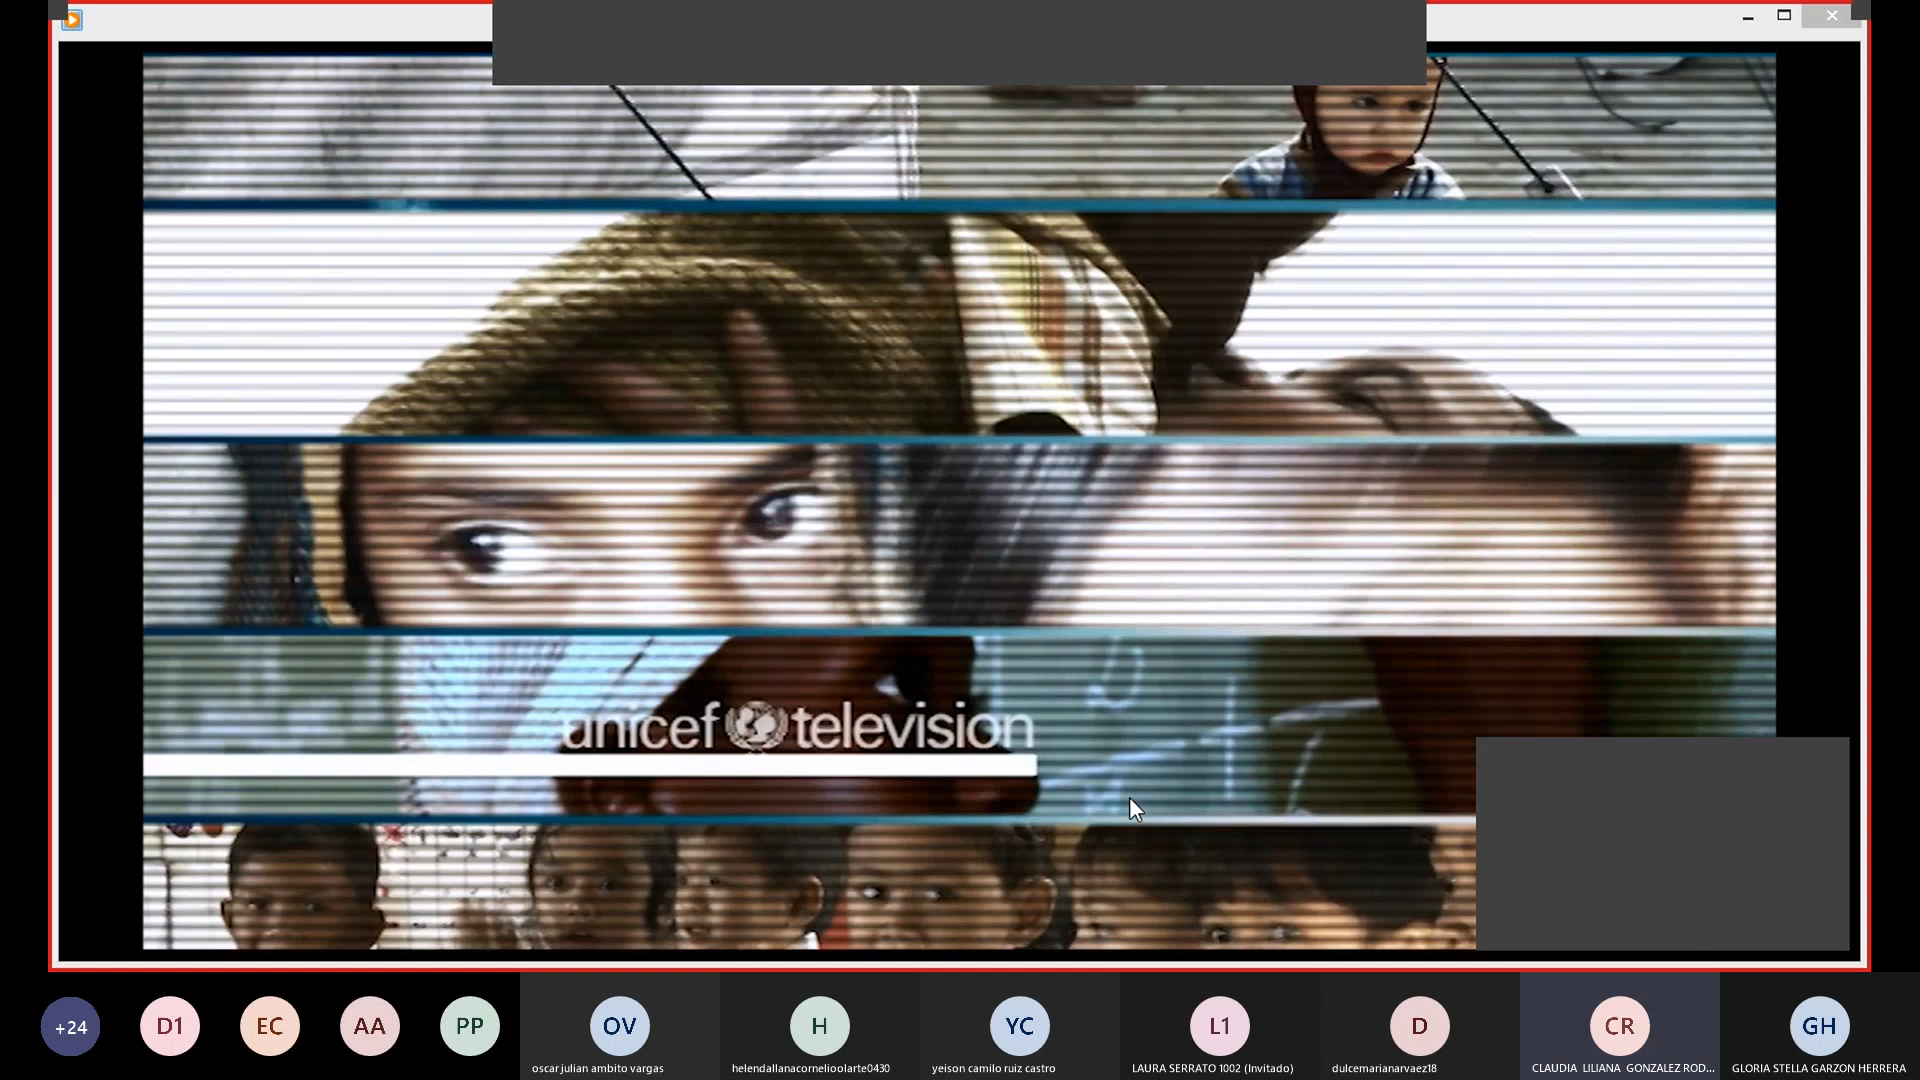 unicef television
+24
D1
EC
AA
PP
OV
H
YC
L1
D
CR
GH
oscar julian ambito vargas
helendallanacornelioolarte0430
yeison camilo ruiz castro
LAURA SERRATO 1002 (Invitado)
dulcemarianarvaez18
CLAUDIA LILIANA GONZALEZ ROD...
GLORIA STELLA GARZON HERRERA